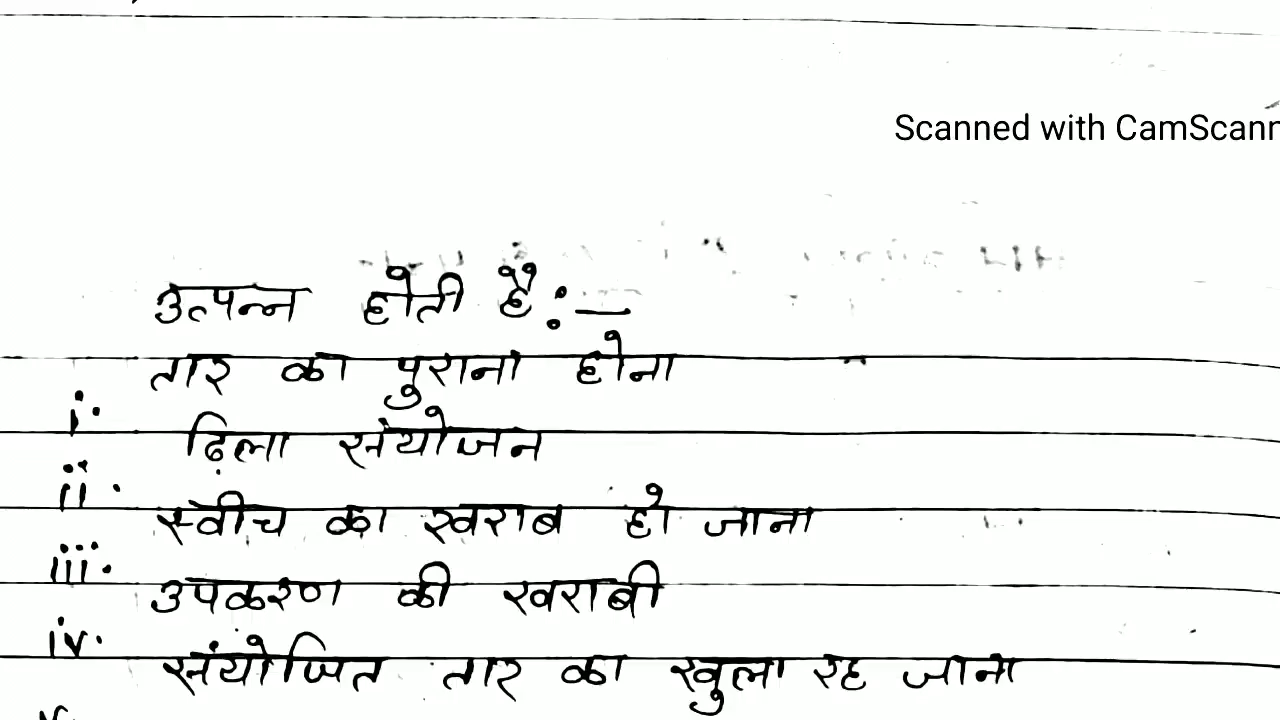 Scanned with CamScann
उत्पन्न होती है:—
i. तार का पुराना होना
ii. ढ़िला संयोजन
iii. स्वीच का खराब हो जाना
iv. उपकरण की खराबी
v. संयोजित तार का खुला रह जाना